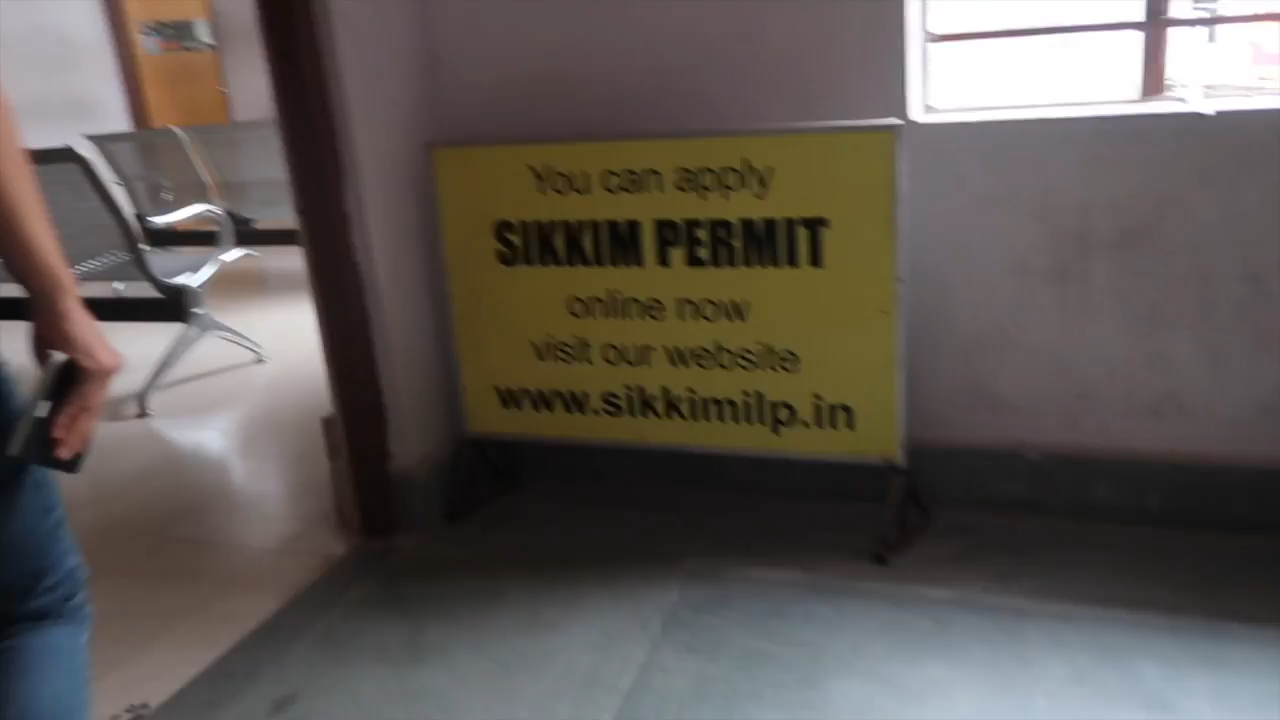 You can apply
SIKKIM PERMIT
online now
visit our website
www.sikkimilp.in